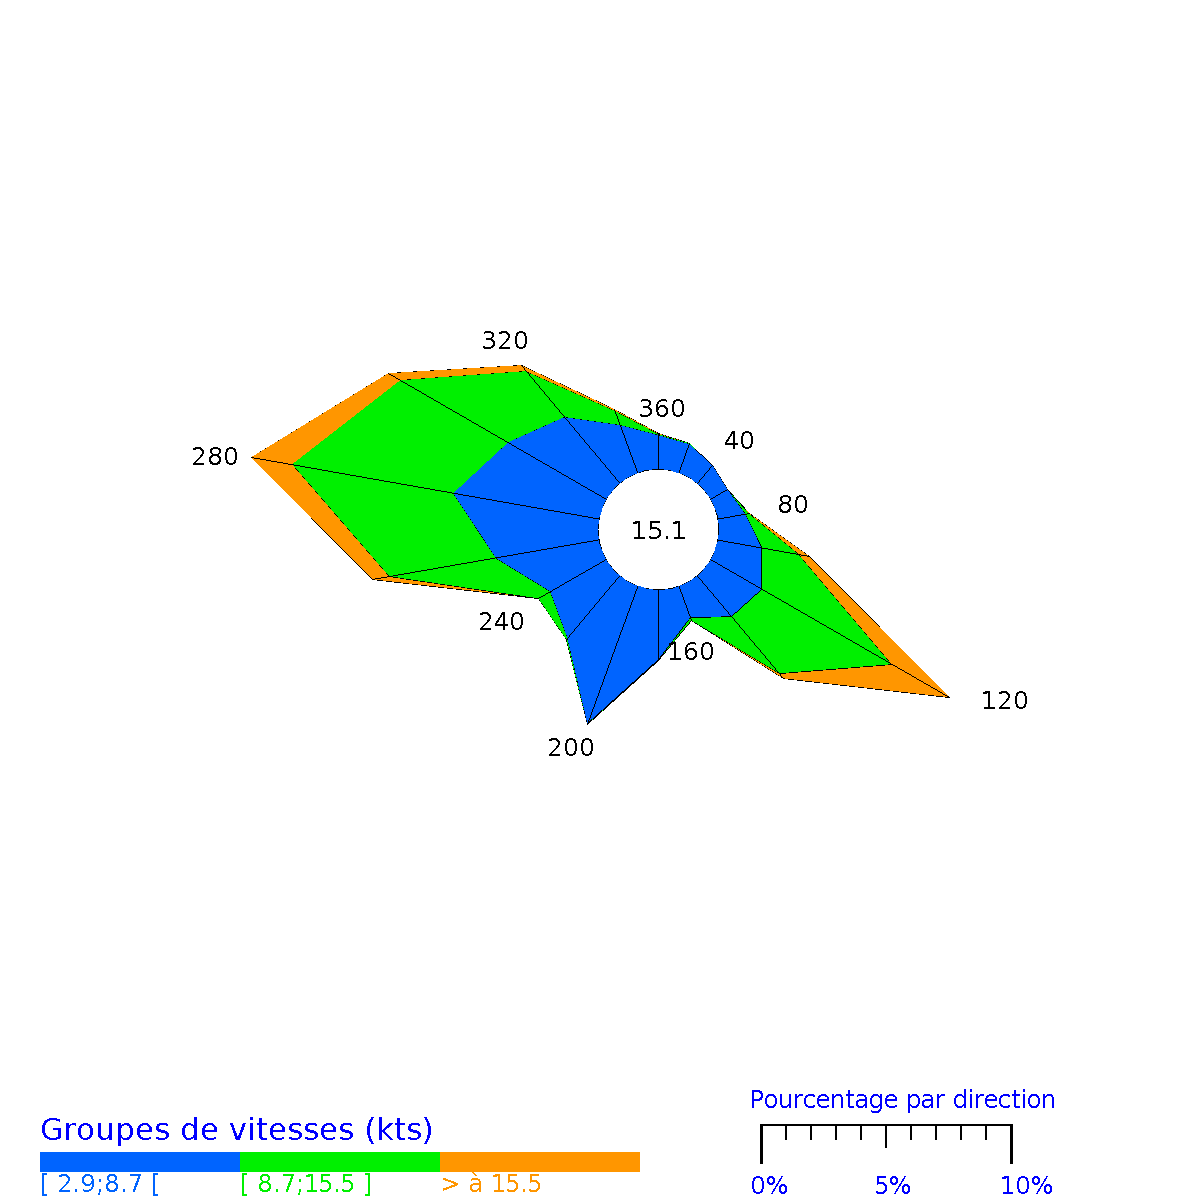 320
360
40
280
80
15.1
240
160
120
200
Pourcentage par direction
Groupes de vitesses (kts)
[ 2.9;8.7 [ [ 8.7;15.5 ] > à 15.5
0% 5% 10%